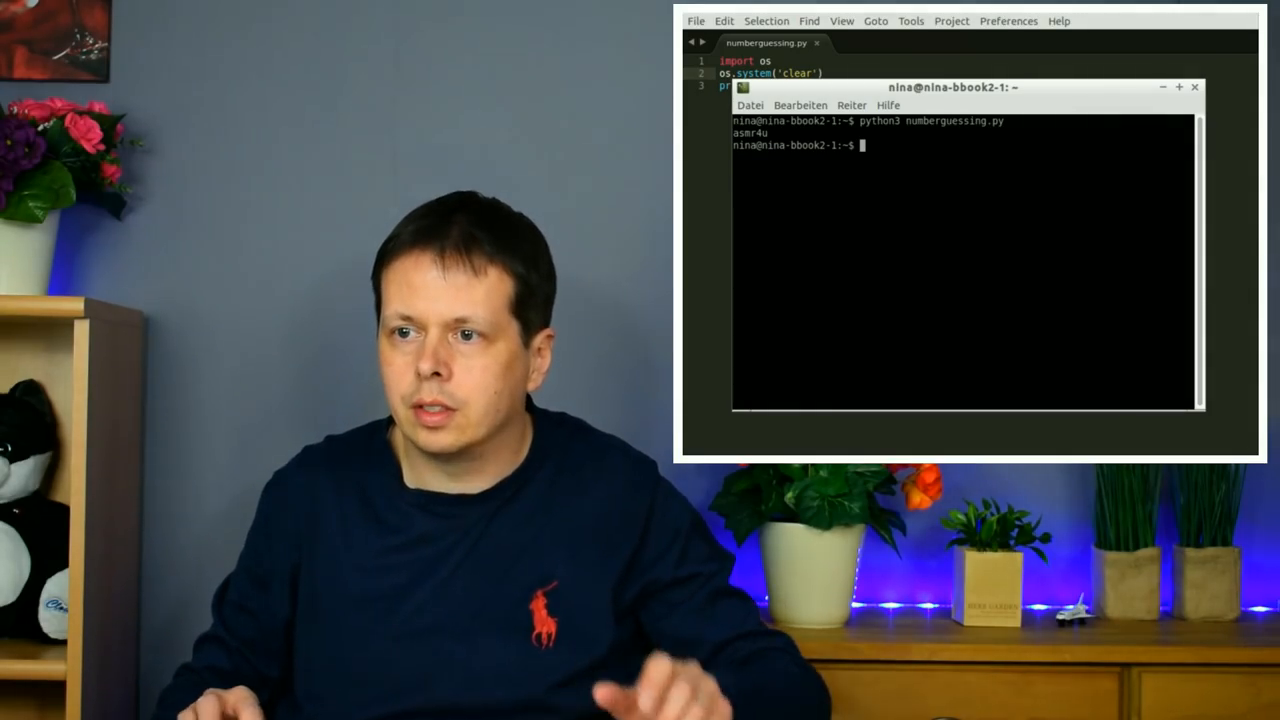 File Edit Selection Find View Goto Tools Project Preferences Help
numberguessing.py
1 import os
2 os.system('clear')
3 pr
nina@nina-bbook2-1: ~
Datei Bearbeiten Reiter Hilfe
nina@nina-bbook2-1:~$ python3 numberguessing.py
asmr4u
nina@nina-bbook2-1:~$
HERB GARDEN